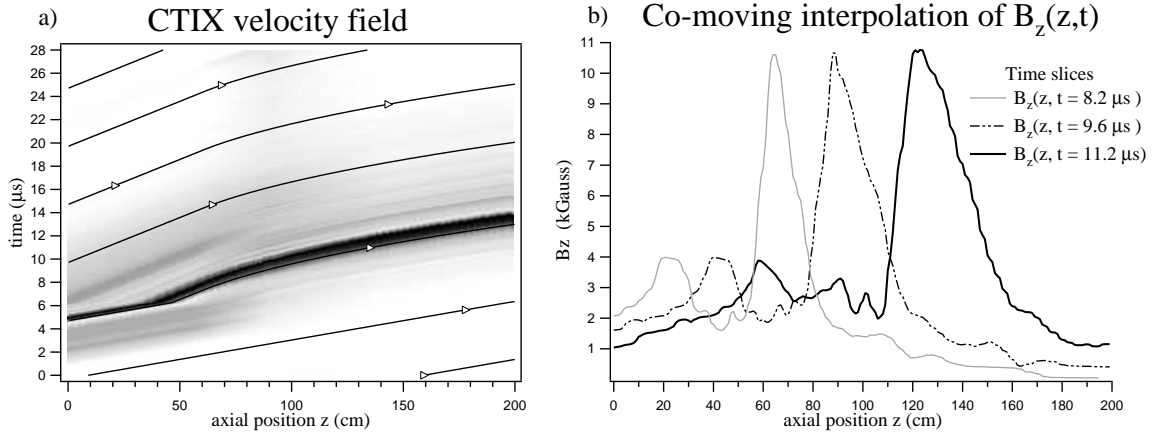 a) CTIX velocity field
28
26
24
22
20
18
16
14
12
10
8
6
4
2
0
time (μs)
0 50 100 150 200
axial position z (cm)
b) Co-moving interpolation of Bz(z,t)
11
10
9
8
7
6
5
4
3
2
1
Bz (kGauss)
Time slices
Bz(z, t = 8.2 μs )
Bz(z, t = 9.6 μs )
Bz(z, t = 11.2 μs)
0 20 40 60 80 100 120 140 160 180 200
axial position z (cm)